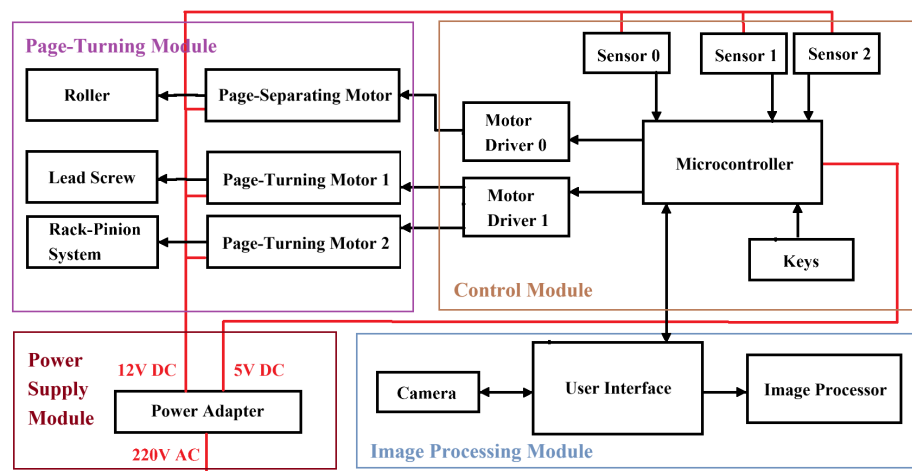 Page-Turning Module
Roller
Page-Separating Motor
Lead Screw
Page-Turning Motor 1
Rack-Pinion
System
Page-Turning Motor 2
Sensor 0
Sensor 1
Sensor 2
Motor
Driver 0
Microcontroller
Motor
Driver 1
Keys
Control Module
Power
Supply
Module
12V DC
5V DC
Power Adapter
220V AC
Camera
User Interface
Image Processor
Image Processing Module